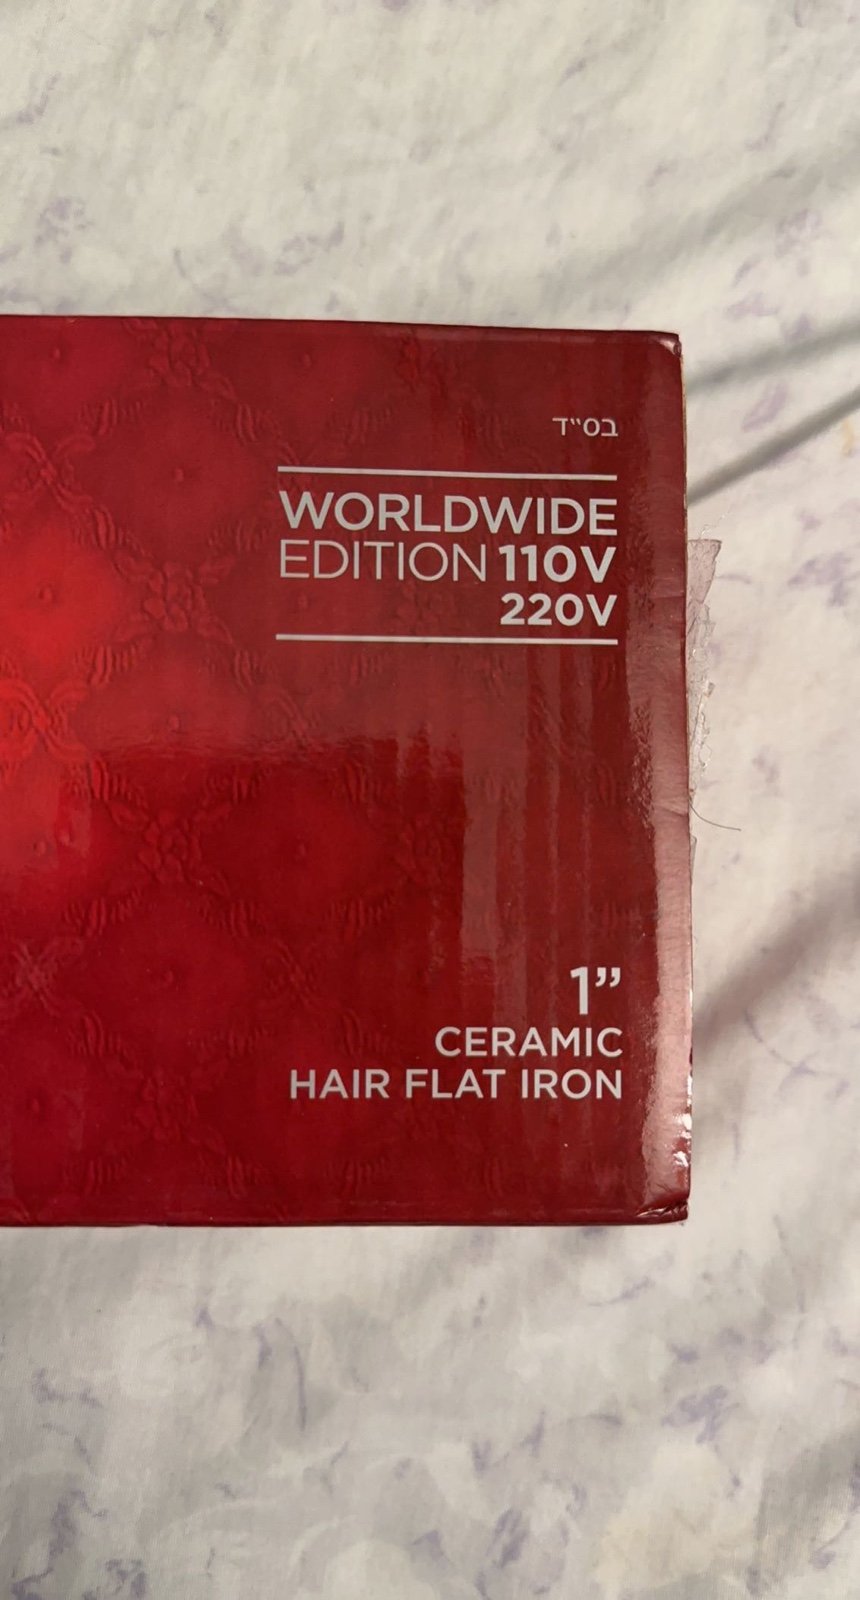 בס״ד
WORLDWIDE
EDITION 110V
220V
1”
CERAMIC
HAIR FLAT IRON